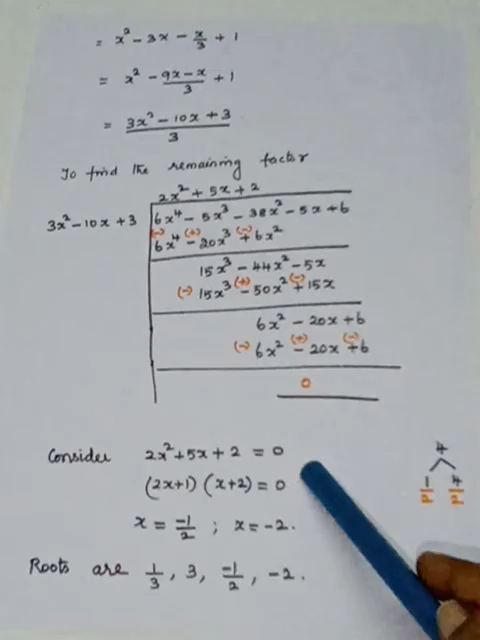 = x² - 3x - x/3 + 1
= x² - (9x - x)/3 + 1
= (3x² - 10x + 3)/3
To find the remaining factor
2x² + 5x + 2
3x² - 10x + 3 | 6x⁴ - 5x³ - 38x² - 5x + 6
(-) (+) (-)
6x⁴ - 20x³ + 6x²
15x³ - 44x² - 5x
(-) 15x³ (+) - 50x² (-) + 15x
6x² - 20x + 6
(-) 6x² (+) - 20x (-) + 6
0
Consider 2x² + 5x + 2 = 0
(2x+1) (x+2) = 0
x = -1/2 ; x = -2.
Roots are 1/3, 3, -1/2, -2.
4
1/2 4/2